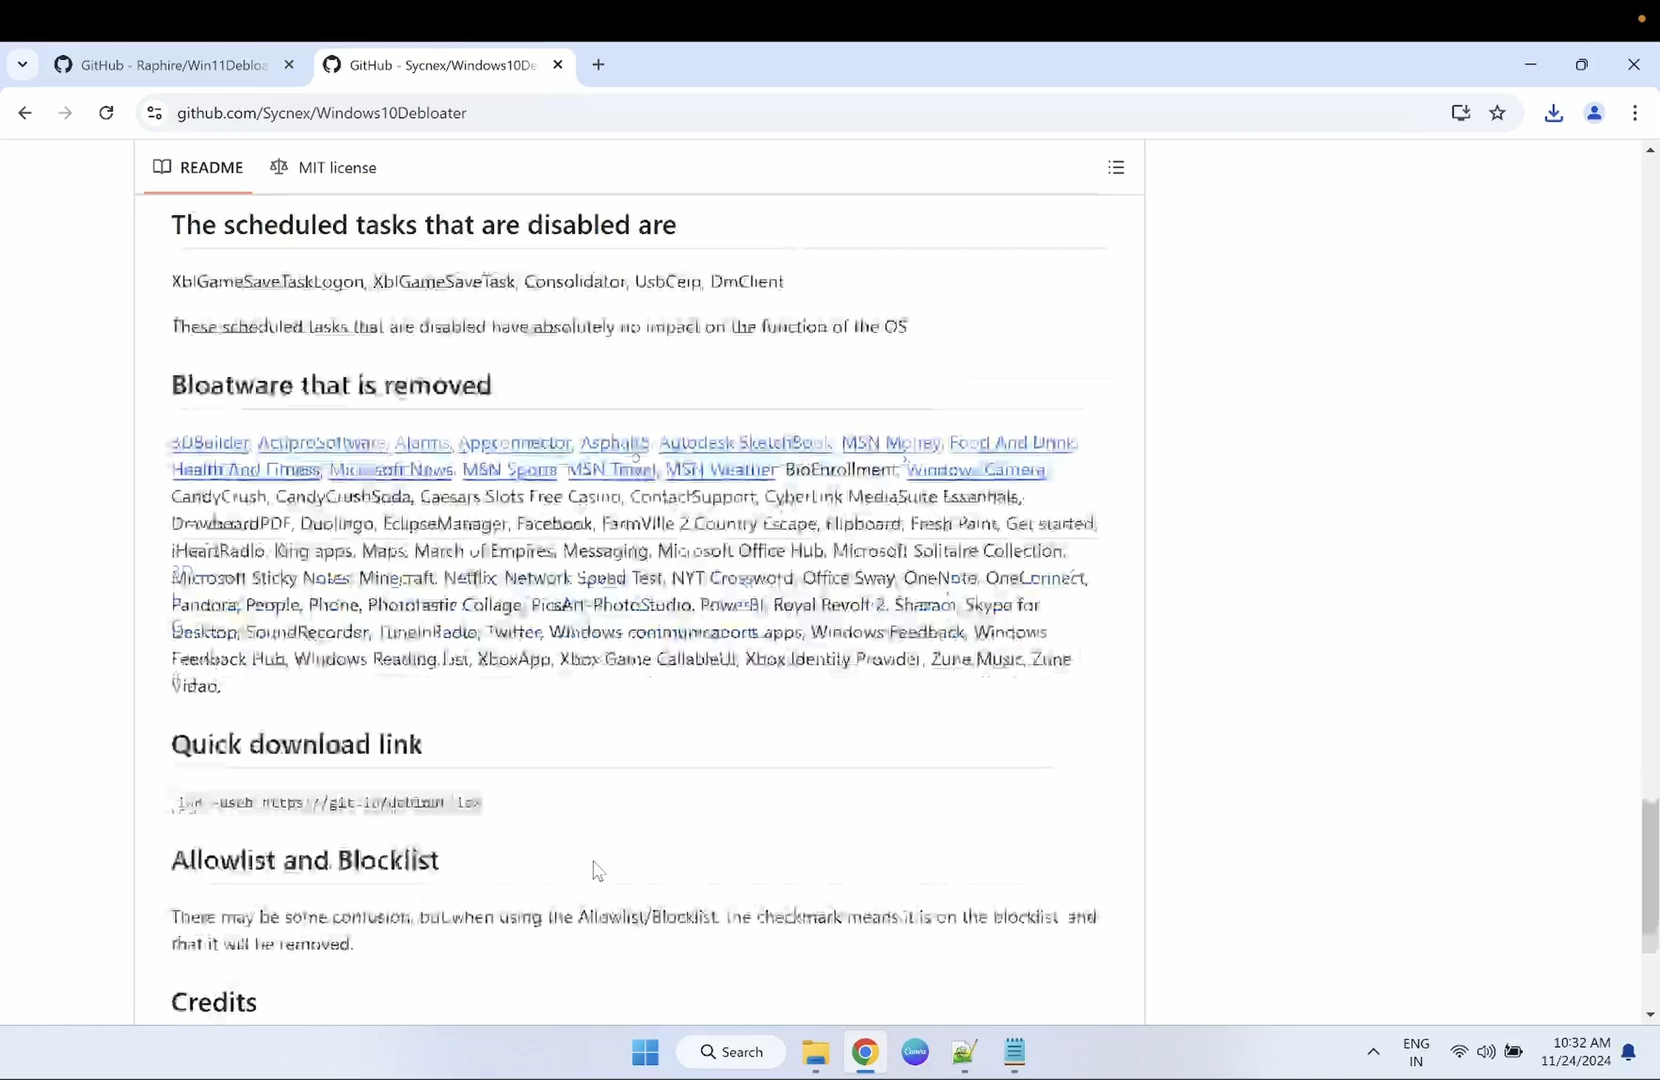 GitHub - Raphire/Win11Debloa
GitHub - Sycnex/Windows10De
github.com/Sycnex/Windows10Debloater
README
MIT license
The scheduled tasks that are disabled are
XblGameSaveTaskLogon, XblGameSaveTask, Consolidator, UsbCeip, DmClient
These scheduled tasks that are disabled have absolutely no impact on the function of the OS
Bloatware that is removed
3DBuilder, ActiproSoftware, Alarms, Appconnector, Asphalt8, Autodesk SketchBook, MSN Money, Food And Drink,
Health And Fitness, Microsoft News, MSN Sports, MSN Travel, MSN Weather, BioEnrollment, Windows Camera,
CandyCrush, CandyCrushSoda, Caesars Slots Free Casino, ContactSupport, CyberLink MediaSuite Essentials,
DrawboardPDF, Duolingo, EclipseManager, Facebook, FarmVille 2 Country Escape, Flipboard, Fresh Paint, Get started,
iHeartRadio, King apps, Maps, March of Empires, Messaging, Microsoft Office Hub, Microsoft Solitaire Collection,
Microsoft Sticky Notes, Minecraft, Netflix, Network Speed Test, NYT Crossword, Office Sway, OneNote, OneConnect,
Pandora, People, Phone, Phototastic Collage, PicsArt-PhotoStudio, PowerBI, Royal Revolt 2, Shazam, Skype for
Desktop, SoundRecorder, TuneInRadio, Twitter, Windows communications apps, Windows Feedback, Windows
Feedback Hub, Windows Reading List, XboxApp, Xbox Game CallableUI, Xbox Identity Provider, Zune Music, Zune
Video.
Quick download link
-useb https://git.io/debloat
Allowlist and Blocklist
There may be some confusion, but when using the Allowlist/Blocklist, the checkmark means it is on the blocklist and
that it will be removed.
Credits
Search
ENG
IN
10:32 AM
11/24/2024